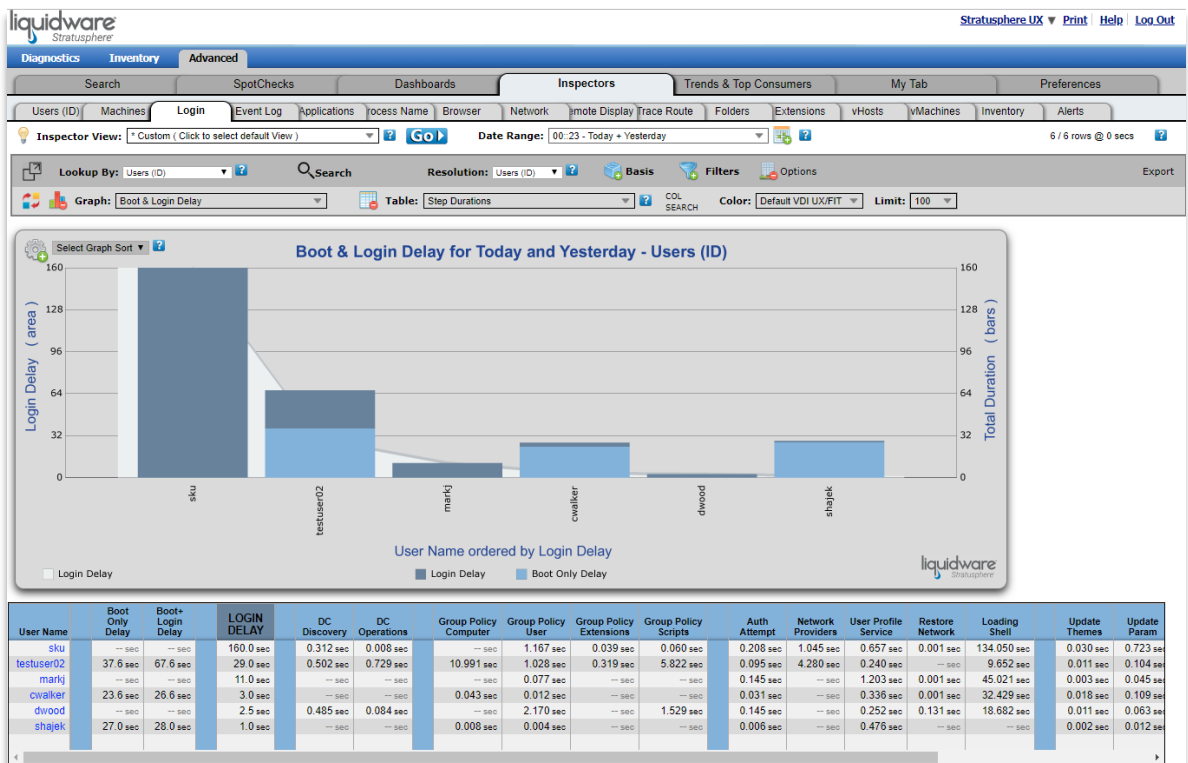 liquidware
Stratusphere
Stratusphere UX ▼ Print Help Log Out
Diagnostics Inventory Advanced
Search SpotChecks Dashboards Inspectors Trends & Top Consumers My Tab Preferences
Users (ID) Machines Login Event Log Applications rocess Name Browser Network emote Display Trace Route Folders Extensions vHosts vMachines Inventory Alerts
Inspector View: * Custom ( Click to select default View ) ? Go Date Range: 00::23 - Today + Yesterday ? 6 / 6 rows @ 0 secs ?
Lookup By: Users (ID) ? Search Resolution: Users (ID) ? Basis Filters Options Export
Graph: Boot & Login Delay Table: Step Durations ? COL SEARCH Color: Default VDI UX/FIT Limit: 100
Select Graph Sort ▼ ?
Boot & Login Delay for Today and Yesterday - Users (ID)
160 160
128 128
96 96
64 64
32 32
0 0
Login Delay ( area )
Total Duration ( bars )
sku testuser02 markj cwalker dwood shajek
User Name ordered by Login Delay
Login Delay Login Delay Boot Only Delay
liquidware
Stratusphere
User Name Boot Only Delay Boot+ Login Delay LOGIN DELAY DC Discovery DC Operations Group Policy Computer Group Policy User Group Policy Extensions Group Policy Scripts Auth Attempt Network Providers User Profile Service Restore Network Loading Shell Update Themes Update Param
sku -- sec -- sec 160.0 sec 0.312 sec 0.008 sec -- sec 1.167 sec 0.039 sec 0.060 sec 0.208 sec 1.045 sec 0.657 sec 0.001 sec 134.050 sec 0.030 sec 0.723 sec
testuser02 37.6 sec 67.6 sec 29.0 sec 0.502 sec 0.729 sec 10.991 sec 1.028 sec 0.319 sec 5.822 sec 0.095 sec 4.280 sec 0.240 sec -- sec 9.652 sec 0.011 sec 0.104 sec
markj -- sec -- sec 11.0 sec -- sec -- sec -- sec 0.077 sec -- sec -- sec 0.145 sec -- sec 1.203 sec 0.001 sec 45.021 sec 0.003 sec 0.045 sec
cwalker 23.6 sec 26.6 sec 3.0 sec -- sec -- sec 0.043 sec 0.012 sec -- sec -- sec 0.031 sec -- sec 0.336 sec 0.001 sec 32.429 sec 0.018 sec 0.109 sec
dwood -- sec -- sec 2.5 sec 0.485 sec 0.084 sec -- sec 2.170 sec -- sec 1.529 sec 0.145 sec -- sec 0.252 sec 0.131 sec 18.682 sec 0.011 sec 0.063 sec
shajek 27.0 sec 28.0 sec 1.0 sec -- sec -- sec 0.008 sec 0.004 sec -- sec -- sec 0.006 sec -- sec 0.476 sec -- sec -- sec 0.002 sec 0.012 sec